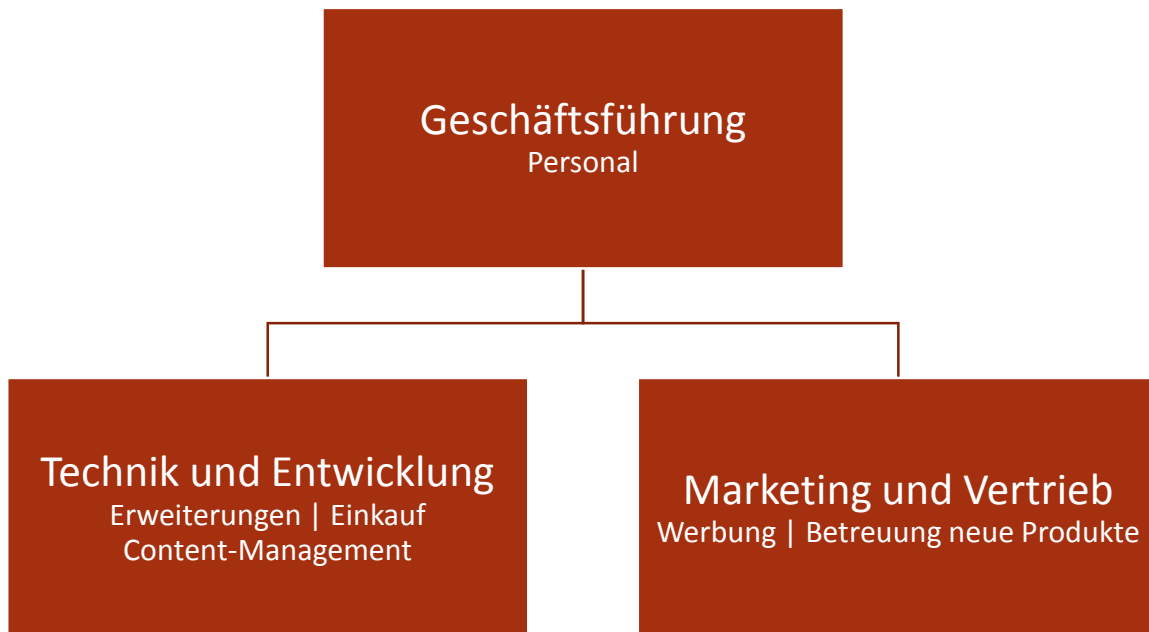 Geschäftsführung
Personal
Technik und Entwicklung
Erweiterungen | Einkauf
Content-Management
Marketing und Vertrieb
Werbung | Betreuung neue Produkte